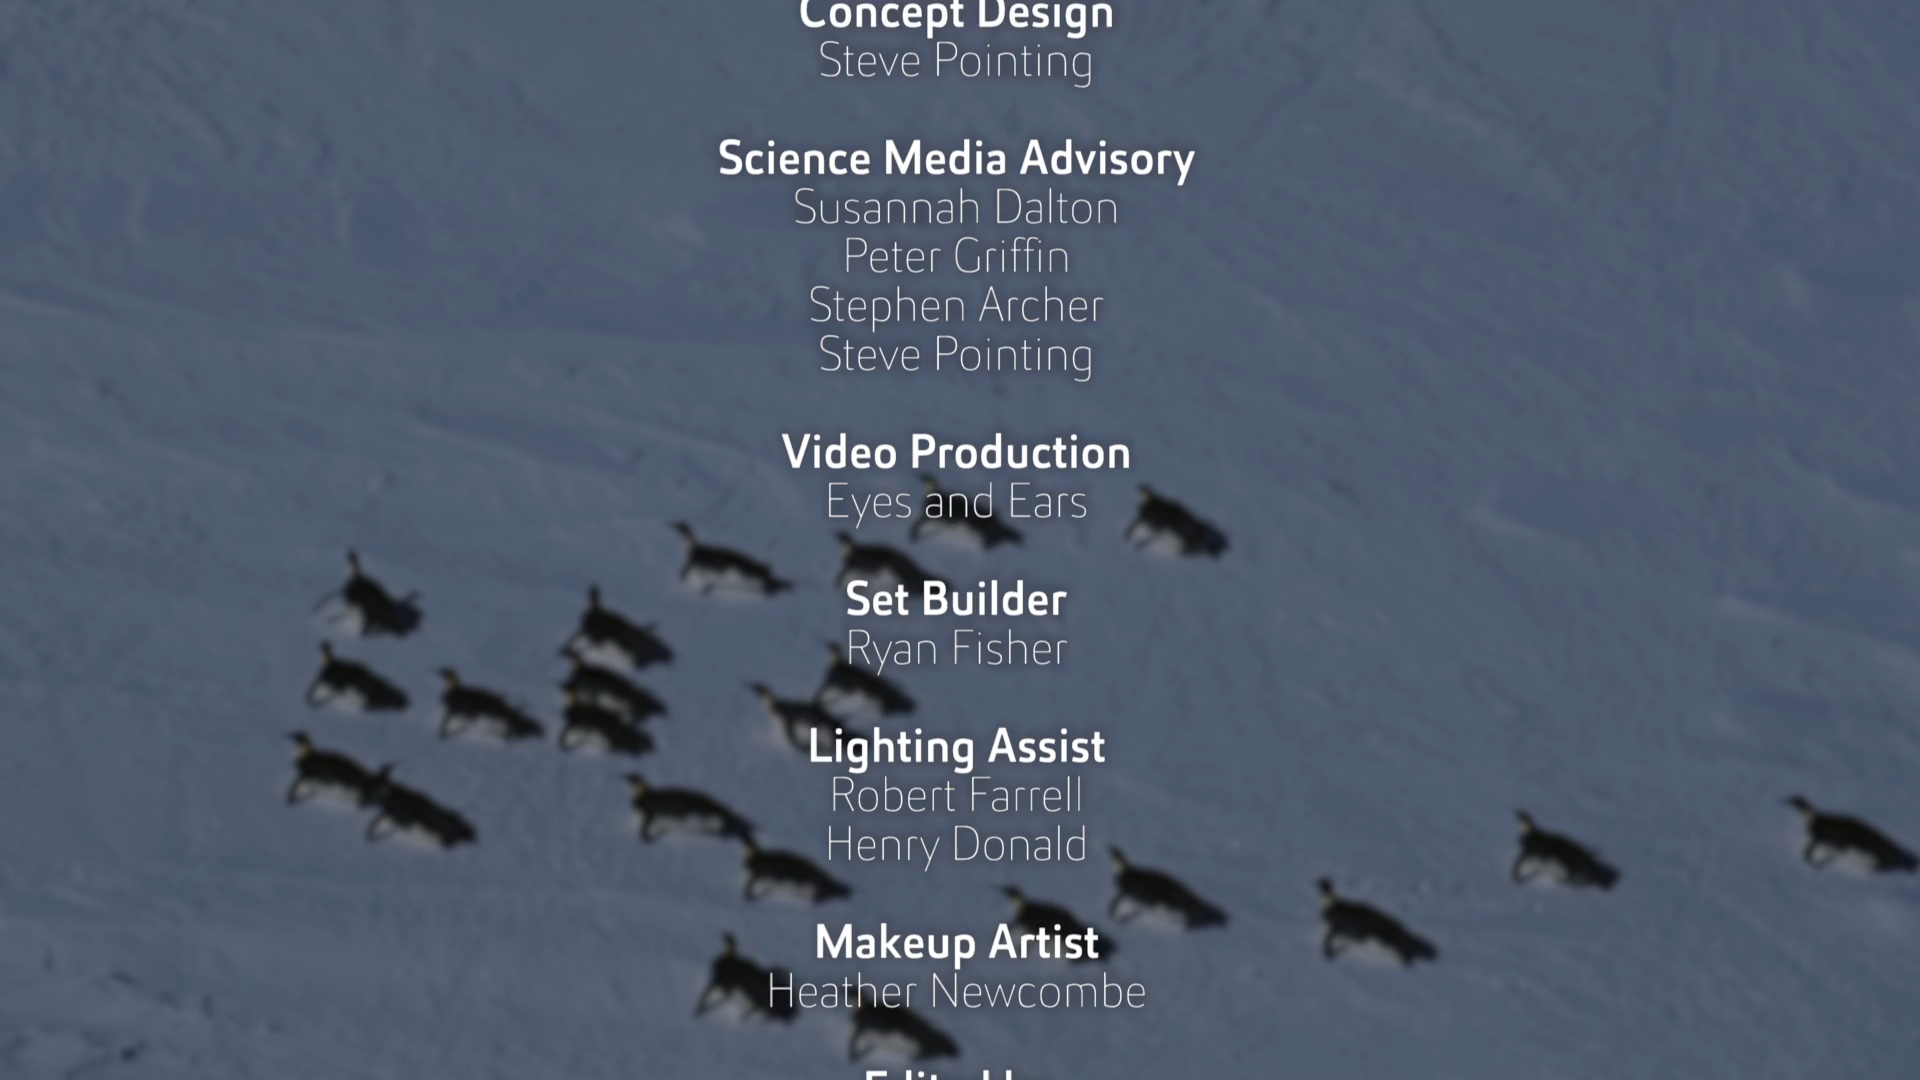 Concept Design
Steve Pointing
Science Media Advisory
Susannah Dalton
Peter Griffin
Stephen Archer
Steve Pointing
Video Production
Eyes and Ears
Set Builder
Ryan Fisher
Lighting Assist
Robert Farrell
Henry Donald
Makeup Artist
Heather Newcombe